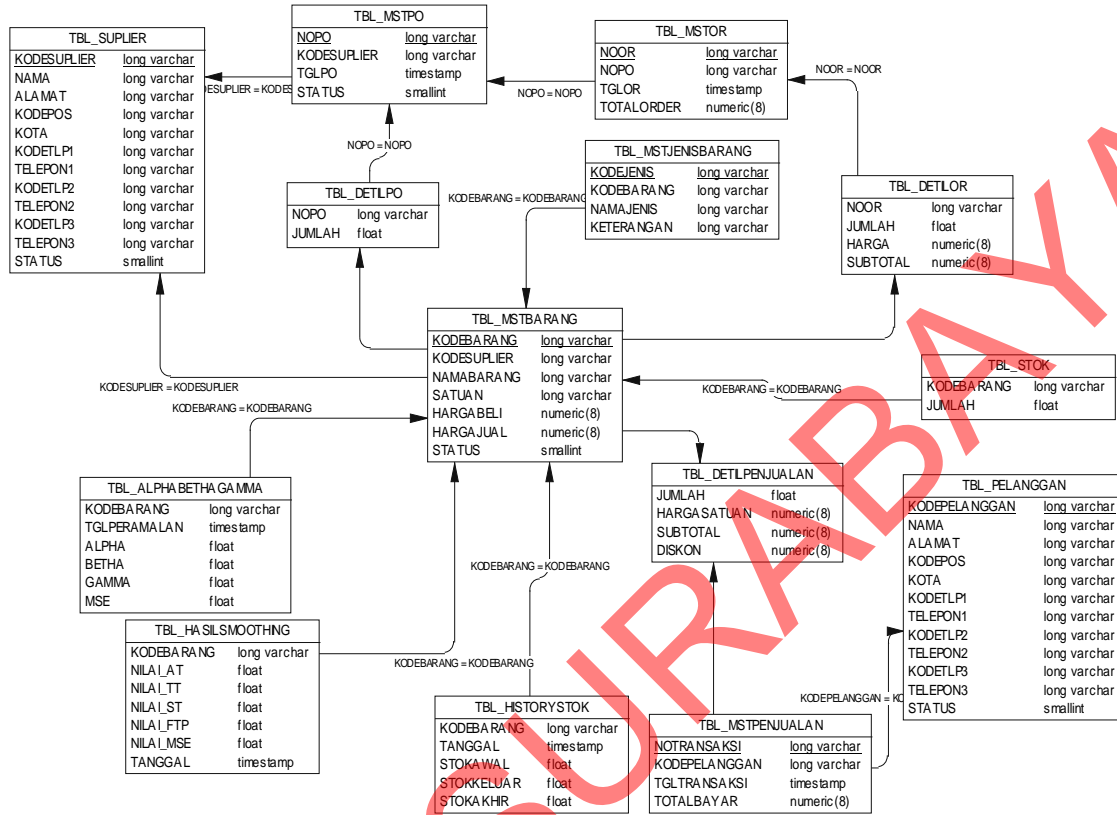 TBL_SUPLIER
KODESUPLIER long varchar
NAMA long varchar
ALAMAT long varchar
KODEPOS long varchar
KOTA long varchar
KODETLP1 long varchar
TELEPON1 long varchar
KODETLP2 long varchar
TELEPON2 long varchar
KODETLP3 long varchar
TELEPON3 long varchar
STATUS smallint
TBL_MSTPO
NOPO long varchar
KODESUPLIER long varchar
TGLPO timestamp
STATUS smallint
TBL_MSTOR
NOOR long varchar
NOPO long varchar
TGLOR timestamp
TOTALORDER numeric(8)
NOOR = NOOR
DESUPLIER = KODES
NOPO = NOPO
NOPO = NOPO
TBL_MSTJENISBARANG
KODEJENIS long varchar
KODEBARANG long varchar
NAMAJENIS long varchar
KETERANGAN long varchar
KODEBARANG = KODEBARANG
TBL_DETILPO
NOPO long varchar
JUMLAH float
TBL_DETILOR
NOOR long varchar
JUMLAH float
HARGA numeric(8)
SUBTOTAL numeric(8)
TBL_MSTBARANG
KODEBARANG long varchar
KODESUPLIER long varchar
NAMABARANG long varchar
SATUAN long varchar
HARGABELI numeric(8)
HARGAJUAL numeric(8)
STATUS smallint
TBL_STOK
KODEBARANG long varchar
JUMLAH float
KODESUPLIER = KODESUPLIER
KODEBARANG = KODEBARANG
KODEBARANG = KODEBARANG
TBL_DETILPENJUALAN
JUMLAH float
HARGASATUAN numeric(8)
SUBTOTAL numeric(8)
DISKON numeric(8)
TBL_PELANGGAN
KODEPELANGGAN long varchar
NAMA long varchar
ALAMAT long varchar
KODEPOS long varchar
KOTA long varchar
KODETLP1 long varchar
TELEPON1 long varchar
KODETLP2 long varchar
TELEPON2 long varchar
KODETLP3 long varchar
TELEPON3 long varchar
STATUS smallint
TBL_ALPHABETHAGAMMA
KODEBARANG long varchar
TGLPERAMALAN timestamp
ALPHA float
BETHA float
GAMMA float
MSE float
KODEBARANG = KODEBARANG
TBL_HASILSMOOTHING
KODEBARANG long varchar
NILAI_AT float
NILAI_TT float
NILAI_ST float
NILAI_FTP float
NILAI_MSE float
TANGGAL timestamp
KODEBARANG = KODEBARANG
TBL_HISTORYSTOK
KODEBARANG long varchar
TANGGAL timestamp
STOKAWAL float
STOKKELUAR float
STOKAKHIR float
TBL_MSTPENJUALAN
NOTRANSAKSI long varchar
KODEPELANGGAN long varchar
TGLTRANSAKSI timestamp
TOTALBAYAR numeric(8)
KODEPELANGGAN = KO
SURABAYA